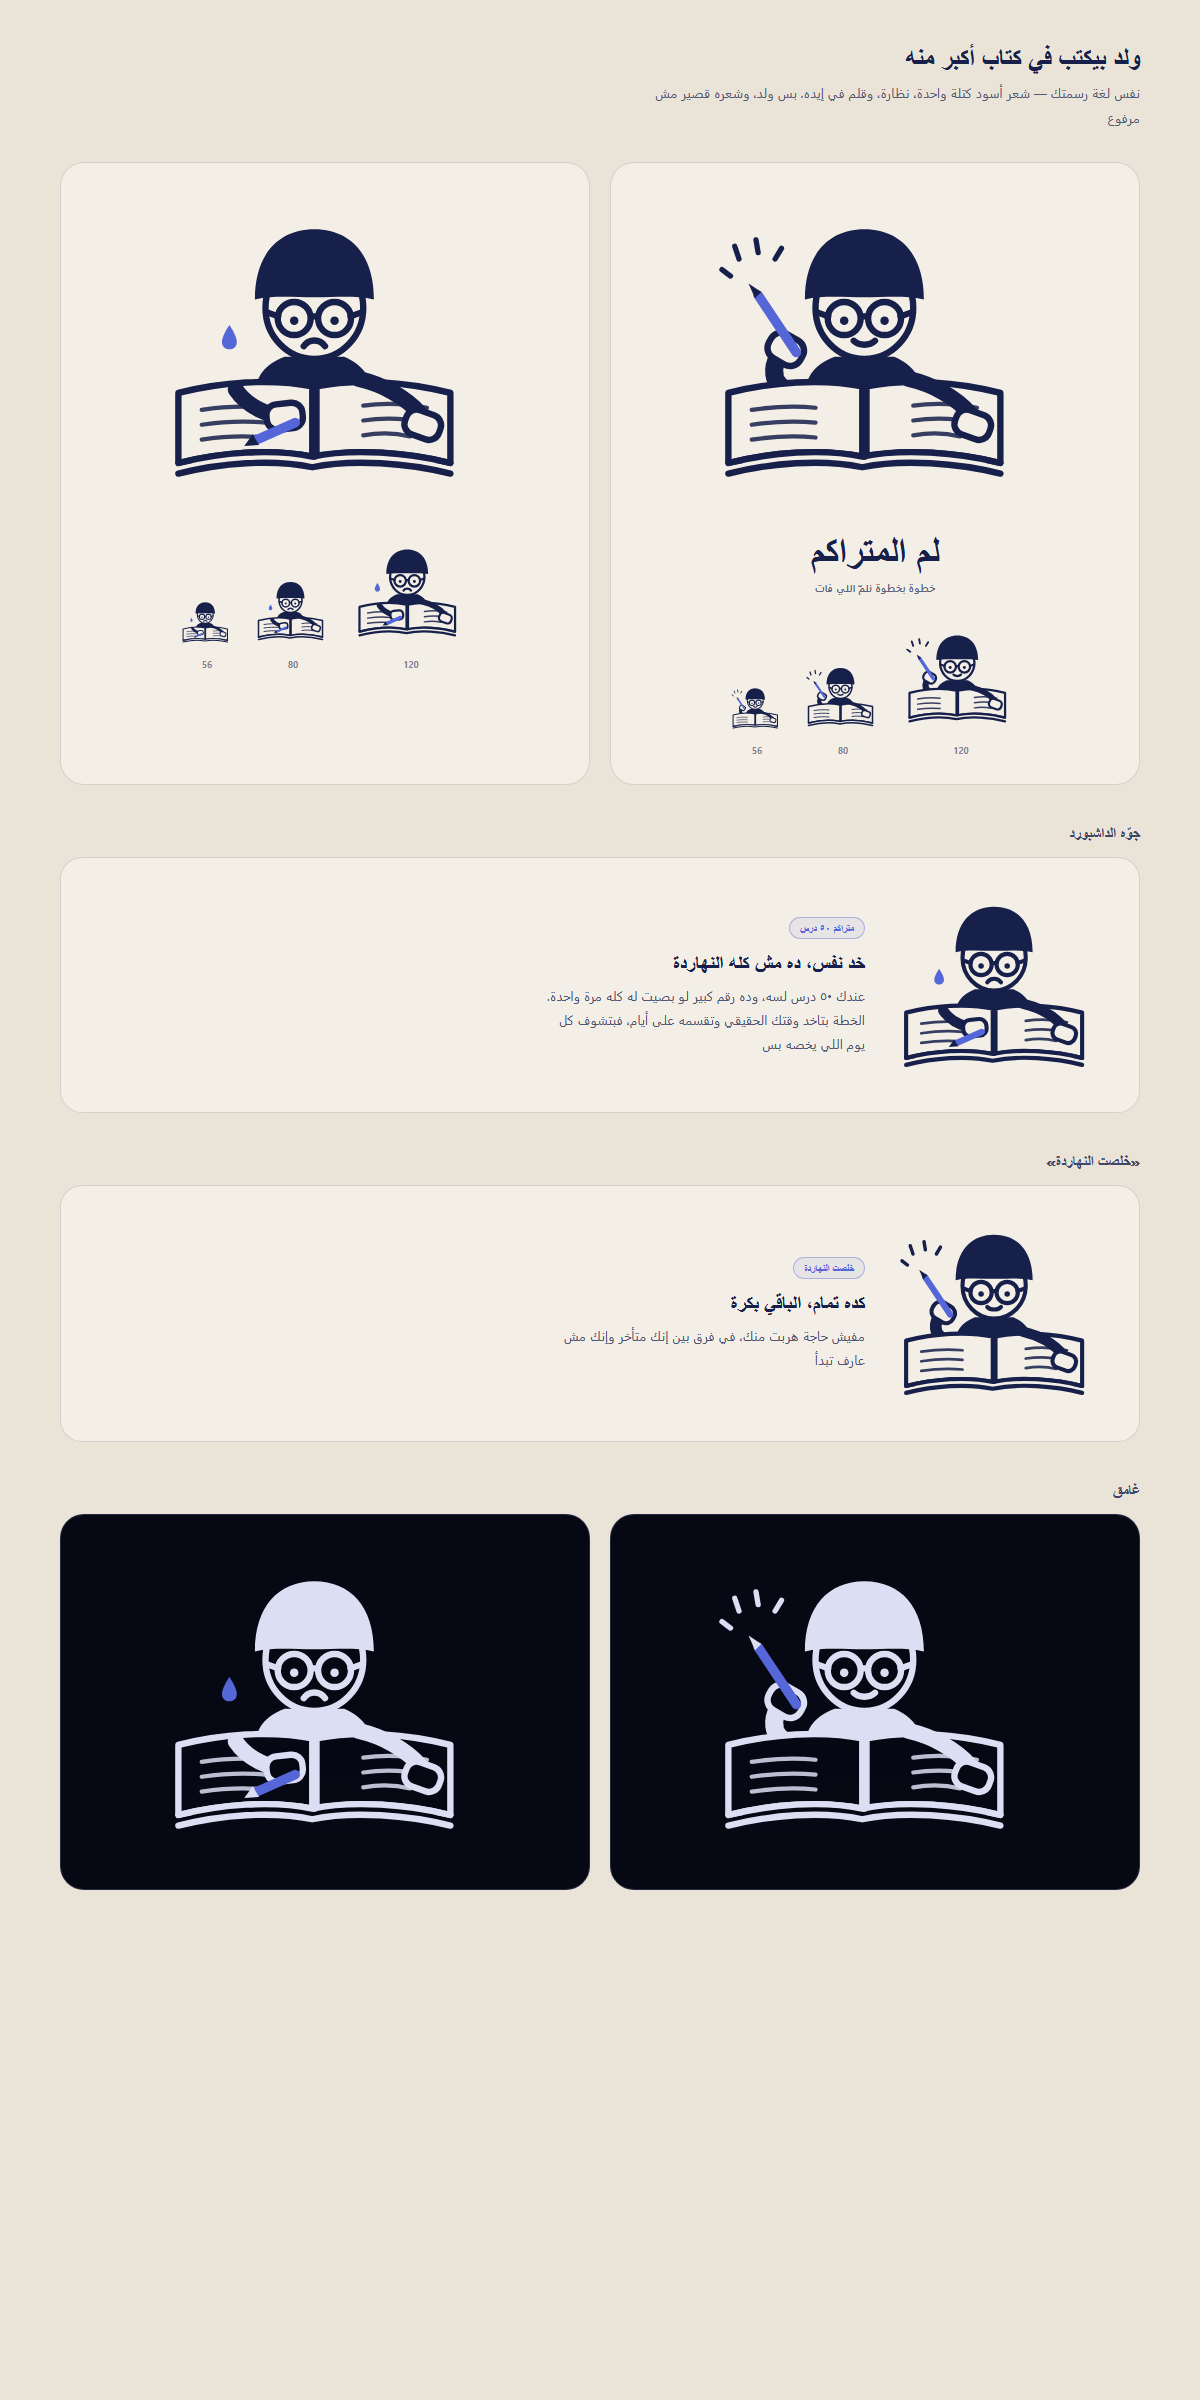 ولد بيكتب في كتاب أكبر منه
نفس لغة رسمتك — شعر أسود كتلة واحدة، نظارة، وقلم في إيده. بس ولد، وشعره قصير مش
مرفوع
لم المتراكم
خطوة بخطوة نلمّ اللي فات
120
80
56
120
80
56
جوّه الداشبورد
متراكم ٥٠ درس
خد نفس، ده مش كله النهاردة
عندك ٥٠ درس لسه، وده رقم كبير لو بصيت له كله مرة واحدة.
الخطة بتاخد وقتك الحقيقي وتقسمه على أيام، فبتشوف كل
يوم اللي يخصه بس
«خلصت النهاردة»
خلصت النهاردة
كده تمام، الباقي بكرة
مفيش حاجة هربت منك، في فرق بين إنك متأخر وإنك مش
عارف تبدأ
غامق